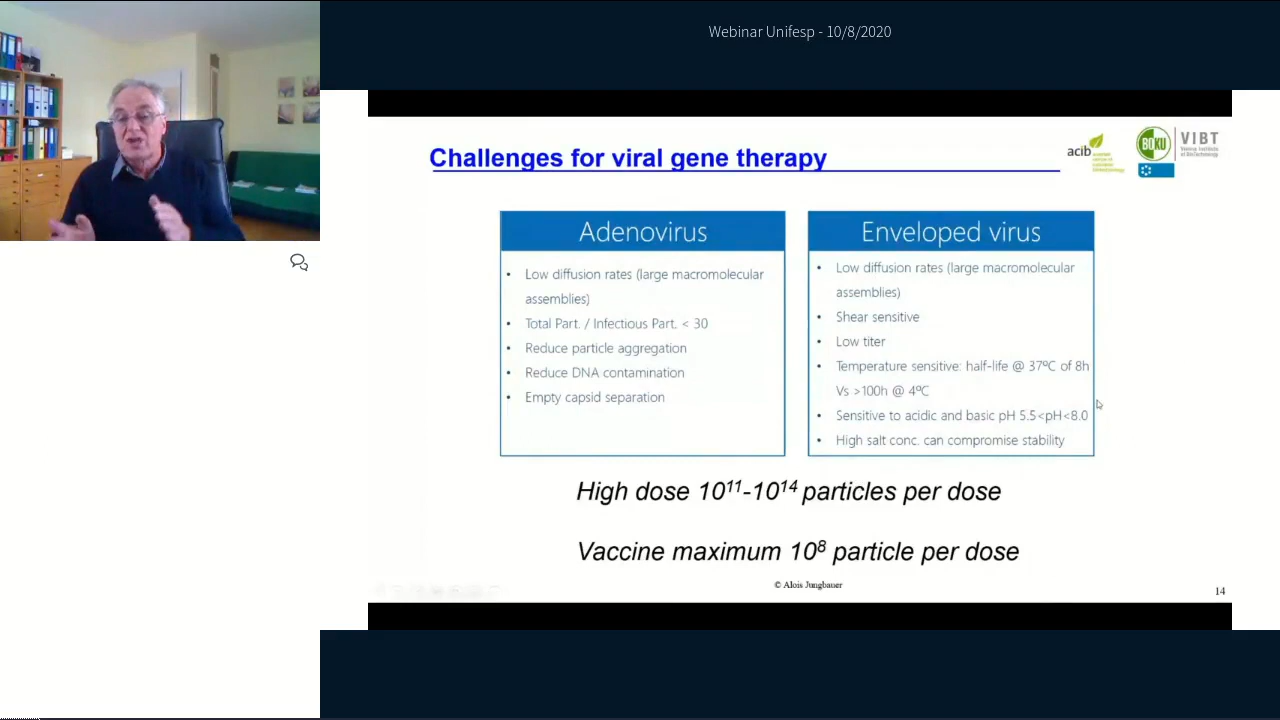 Webinar Unifesp - 10/8/2020
Challenges for viral gene therapy
acib
BOKU
VIBT
Adenovirus
• Low diffusion rates (large macromolecular
assemblies)
• Total Part. / Infectious Part. < 30
• Reduce particle aggregation
• Reduce DNA contamination
• Empty capsid separation
Enveloped virus
• Low diffusion rates (large macromolecular
assemblies)
• Shear sensitive
• Low titer
• Temperature sensitive: half-life @ 37ºC of 8h
Vs >100h @ 4ºC
• Sensitive to acidic and basic pH 5.5<pH<8.0
• High salt conc. can compromise stability
High dose 10¹¹-10¹⁴ particles per dose
Vaccine maximum 10⁸ particle per dose
© Alois Jungbauer
14